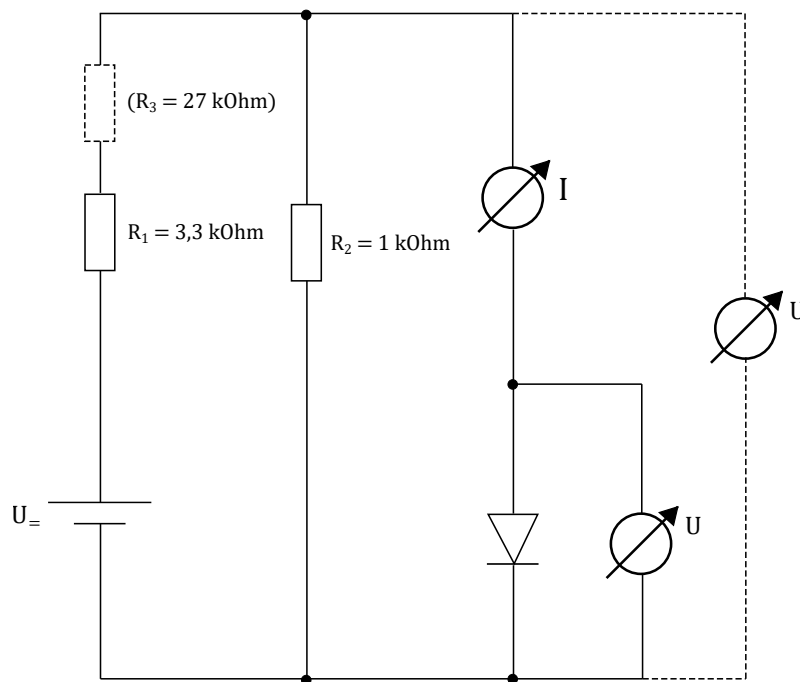 (R₃ = 27 kOhm)
I
R₁ = 3,3 kOhm
R₂ = 1 kOhm
U
U₌
U